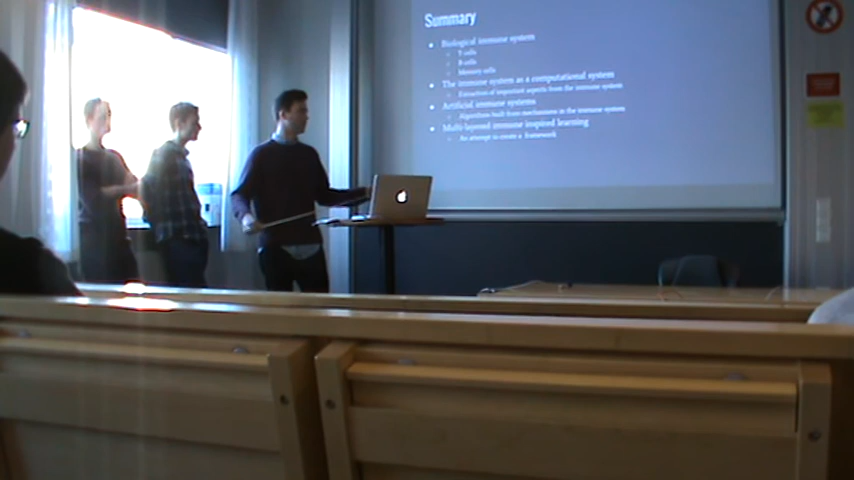 Summary
Biological immune system
T cells
B cells
Memory cells
The immune system as a computational system
Extraction of important aspects from the immune system
Artificial immune systems
Algorithms built from mechanisms in the immune system
Multi-layered immune inspired learning
An attempt to create a framework